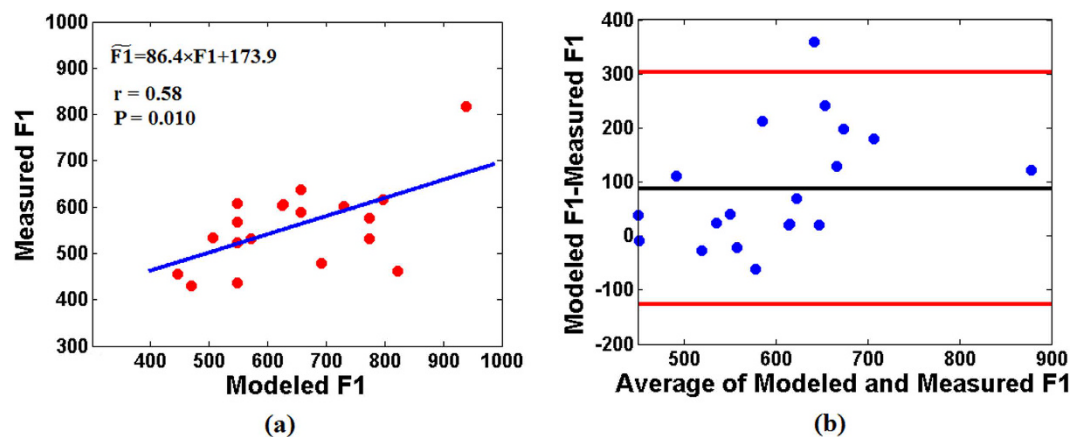 1000
900
800
700
600
500
400
300
Measured F1
F̃1=86.4×F1+173.9
r = 0.58
P = 0.010
400 500 600 700 800 900 1000
Modeled F1
(a)
400
300
200
100
0
-100
-200
Modeled F1-Measured F1
500 600 700 800 900
Average of Modeled and Measured F1
(b)